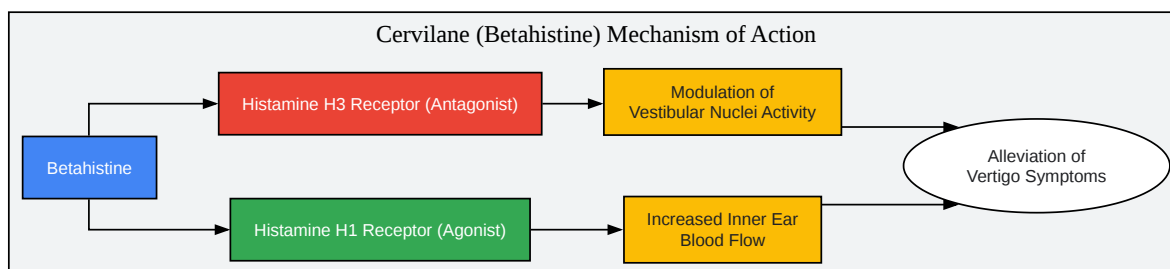 Cervilane (Betahistine) Mechanism of Action
Histamine H3 Receptor (Antagonist)
Modulation of
Vestibular Nuclei Activity
Betahistine
Alleviation of
Vertigo Symptoms
Histamine H1 Receptor (Agonist)
Increased Inner Ear
Blood Flow